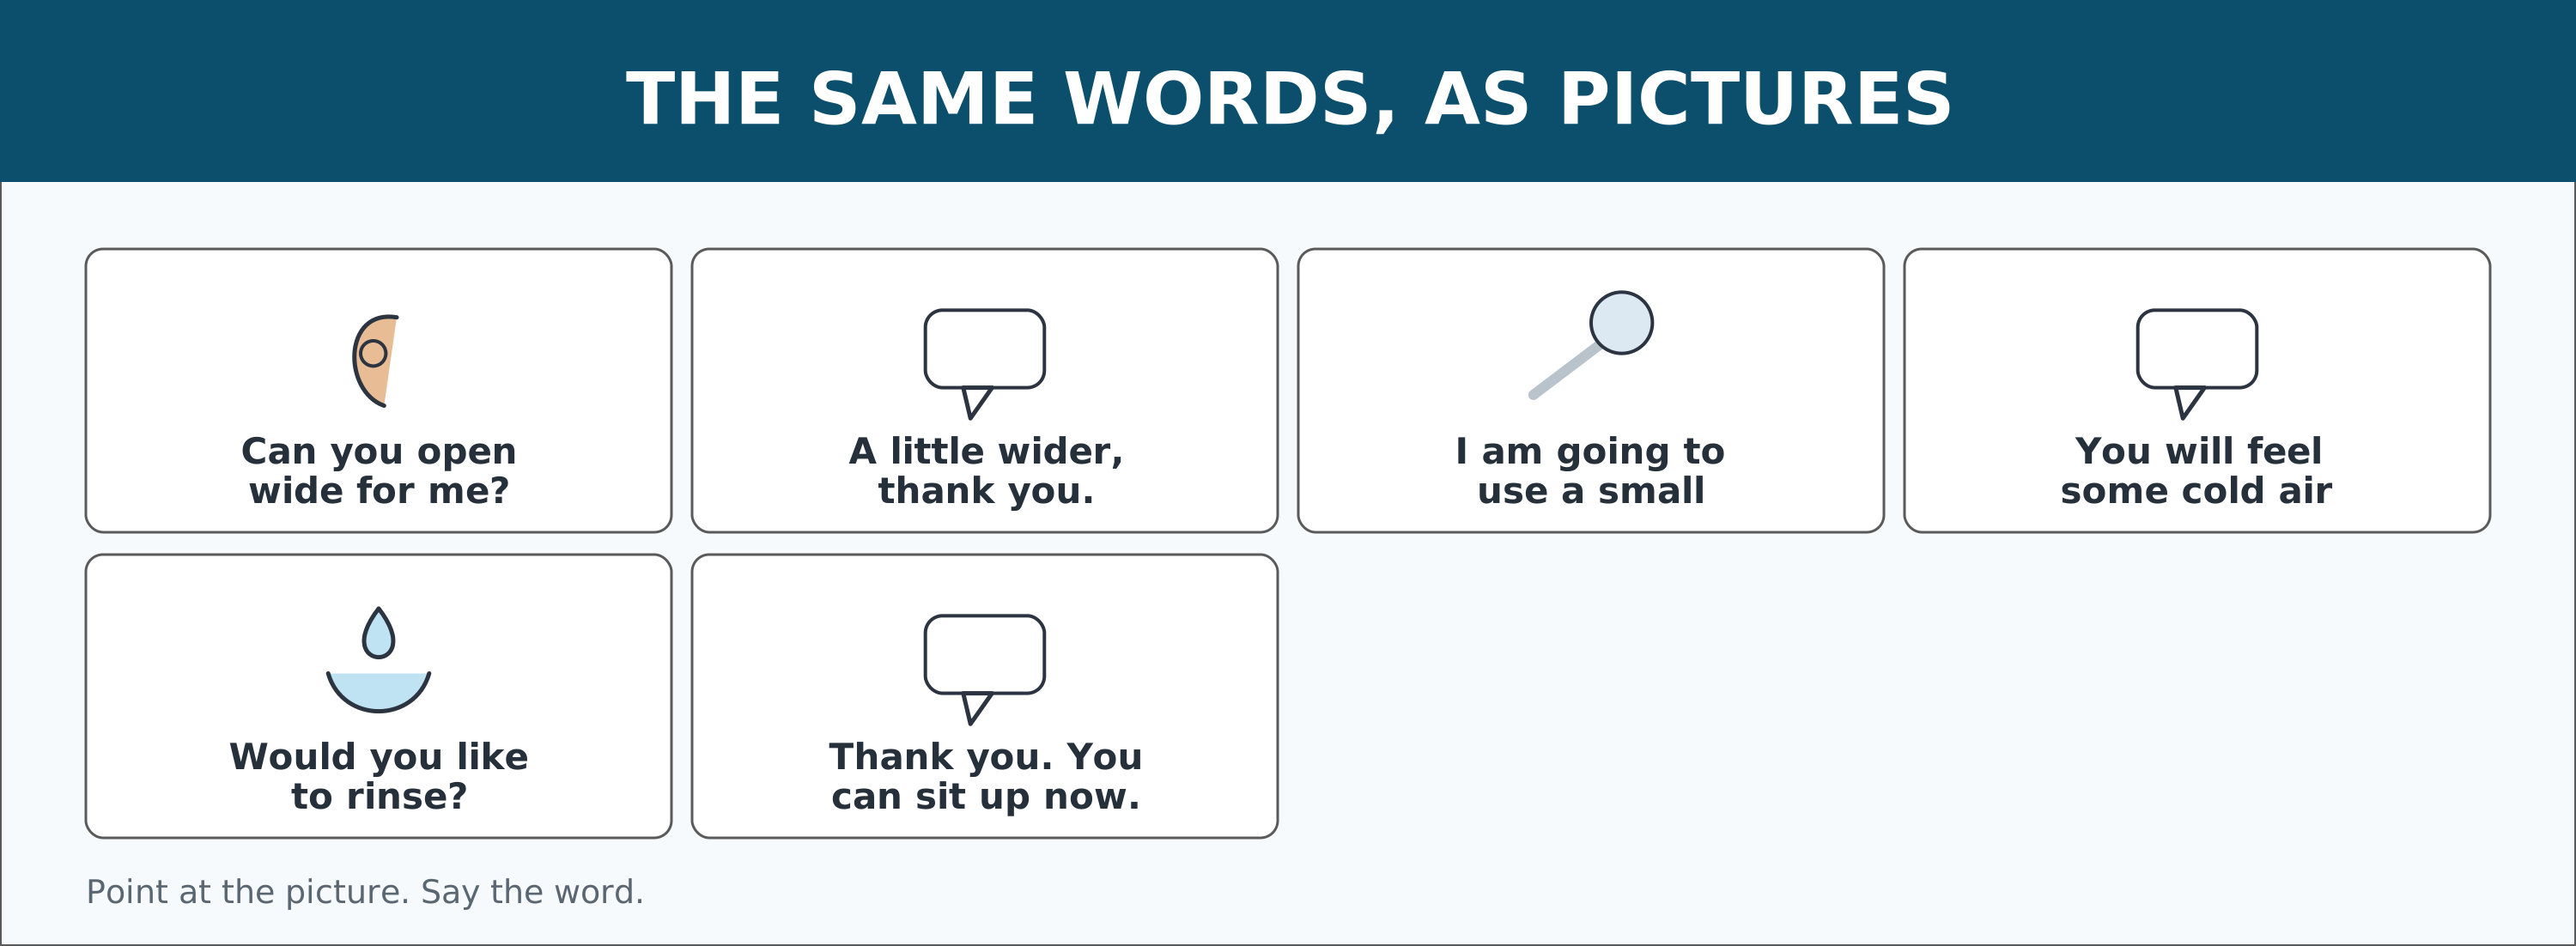 THE SAME WORDS, AS PICTURES
Can you open
wide for me?
A little wider,
thank you.
I am going to
use a small
You will feel
some cold air
Would you like
to rinse?
Thank you. You
can sit up now.
Point at the picture. Say the word.